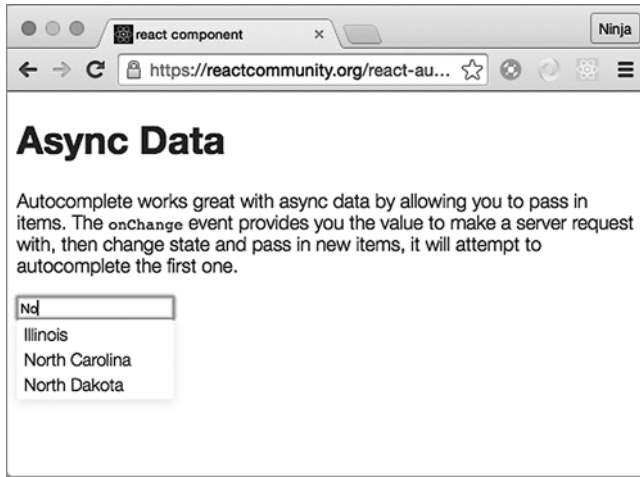 react component
Ninja
https://reactcommunity.org/react-au...
Async Data
Autocomplete works great with async data by allowing you to pass in
items. The onChange event provides you the value to make a server request
with, then change state and pass in new items, it will attempt to
autocomplete the first one.
No
Illinois
North Carolina
North Dakota